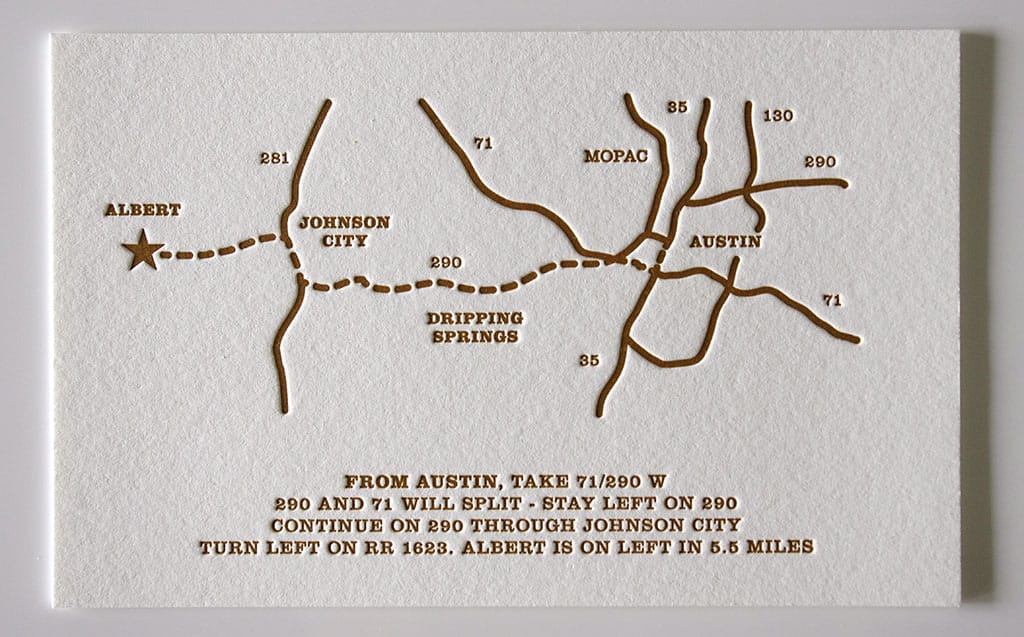 35
130
71
MOPAC
281
290
ALBERT
JOHNSON
CITY
AUSTIN
290
71
DRIPPING
SPRINGS
35
FROM AUSTIN, TAKE 71/290 W
290 AND 71 WILL SPLIT - STAY LEFT ON 290
CONTINUE ON 290 THROUGH JOHNSON CITY
TURN LEFT ON RR 1623. ALBERT IS ON LEFT IN 5.5 MILES